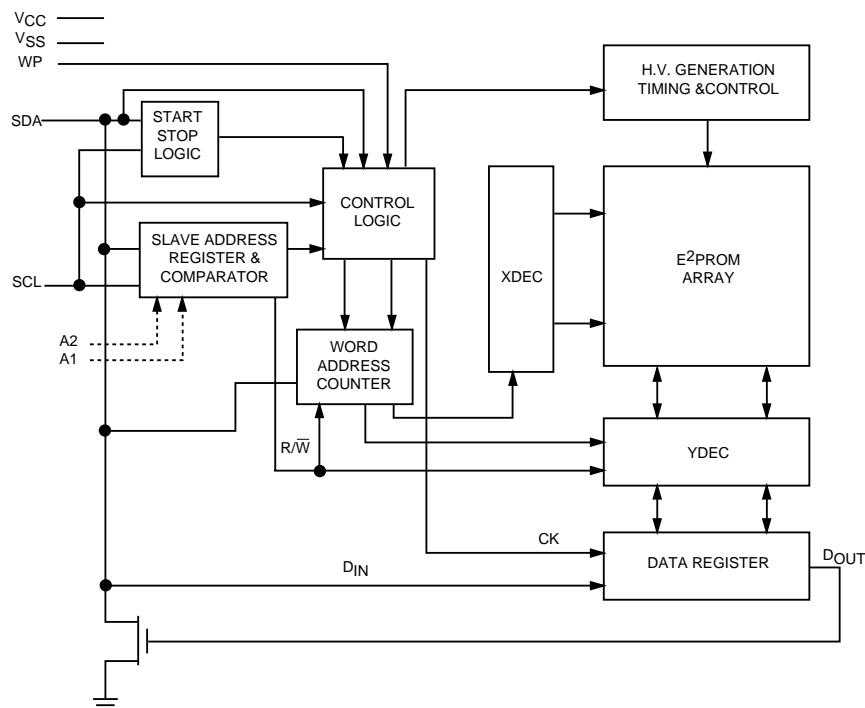 VCC
VSS
WP
H.V. GENERATION
TIMING &CONTROL
SDA
START
STOP
LOGIC
CONTROL
LOGIC
SLAVE ADDRESS
REGISTER &
COMPARATOR
SCL
XDEC
E2PROM
ARRAY
A2
A1
WORD
ADDRESS
COUNTER
R/W̅
YDEC
CK
DIN
DATA REGISTER
DOUT